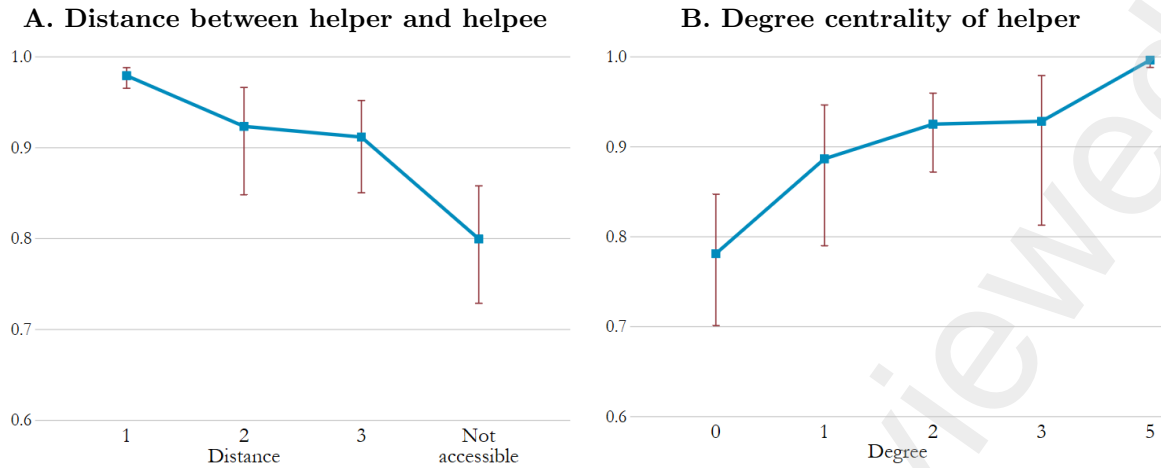 A. Distance between helper and helpee
1.0
0.9
0.8
0.7
0.6
1 2 3 Not accessible
Distance
B. Degree centrality of helper
1.0
0.9
0.8
0.7
0.6
0 1 2 3 5
Degree
viewed